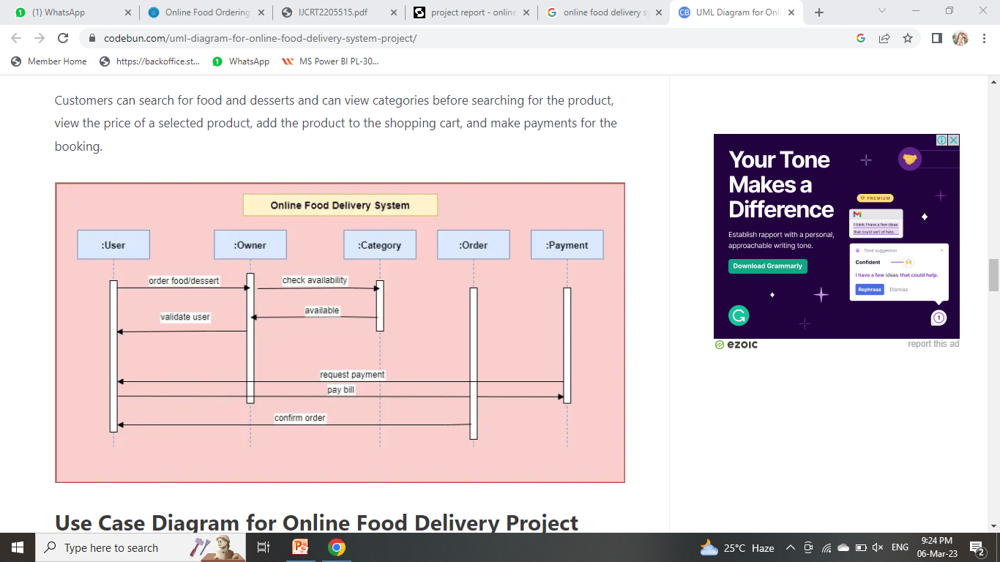 (1) WhatsApp
Online Food Ordering
IJCRT2205515.pdf
project report - online
online food delivery s
UML Diagram for Onli
codebun.com/uml-diagram-for-online-food-delivery-system-project/
Member Home
https://backoffice.st...
WhatsApp
MS Power BI PL-30...
Customers can search for food and desserts and can view categories before searching for the product,
view the price of a selected product, add the product to the shopping cart, and make payments for the
booking.
Online Food Delivery System
:User
:Owner
:Category
:Order
:Payment
order food/dessert
check availability
available
validate user
request payment
pay bill
confirm order
Use Case Diagram for Online Food Delivery Project
Your Tone
Makes a
Difference
Establish rapport with a personal,
approachable writing tone.
Download Grammarly
PREMIUM
I think I have a few ideas
that could sort of help.
Tone suggestion
Confident
I have a few ideas that could help.
Rephrase
Dismiss
1
ezoic
report this ad
Type here to search
25°C Haze
ENG
9:24 PM
06-Mar-23
2